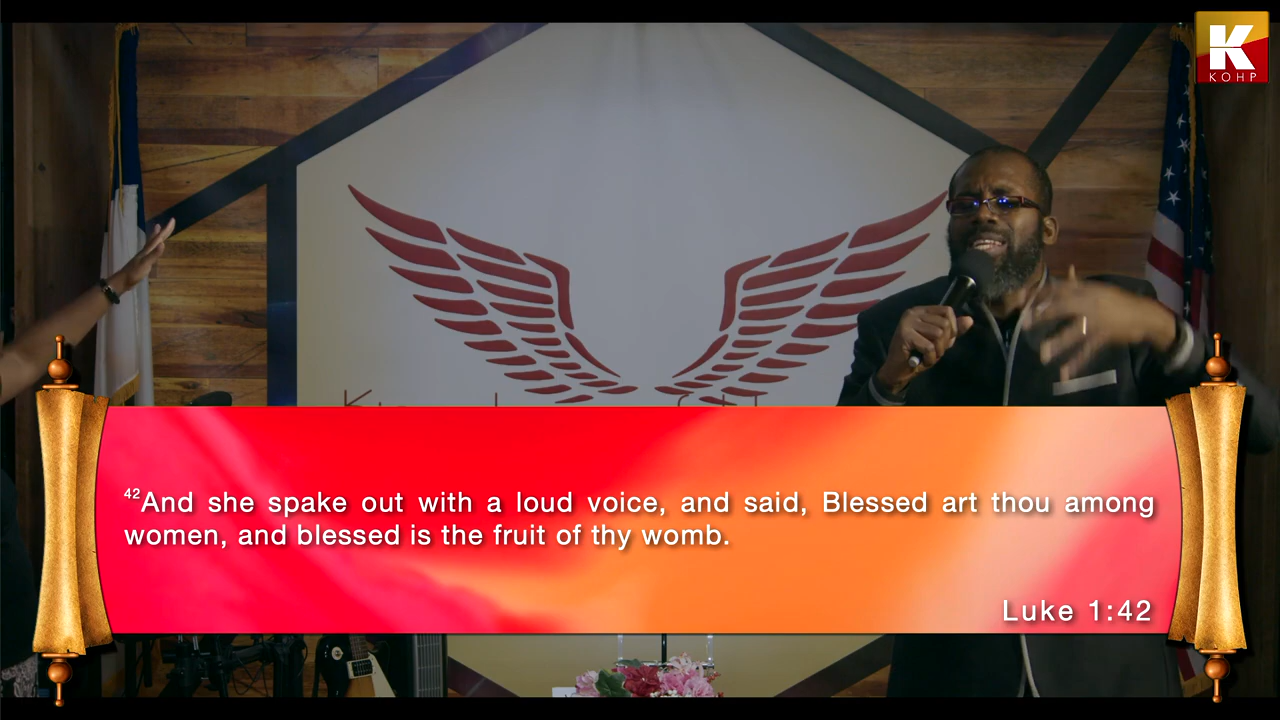 K
KOHP
⁴²And she spake out with a loud voice, and said, Blessed art thou among
women, and blessed is the fruit of thy womb.
Luke 1:42